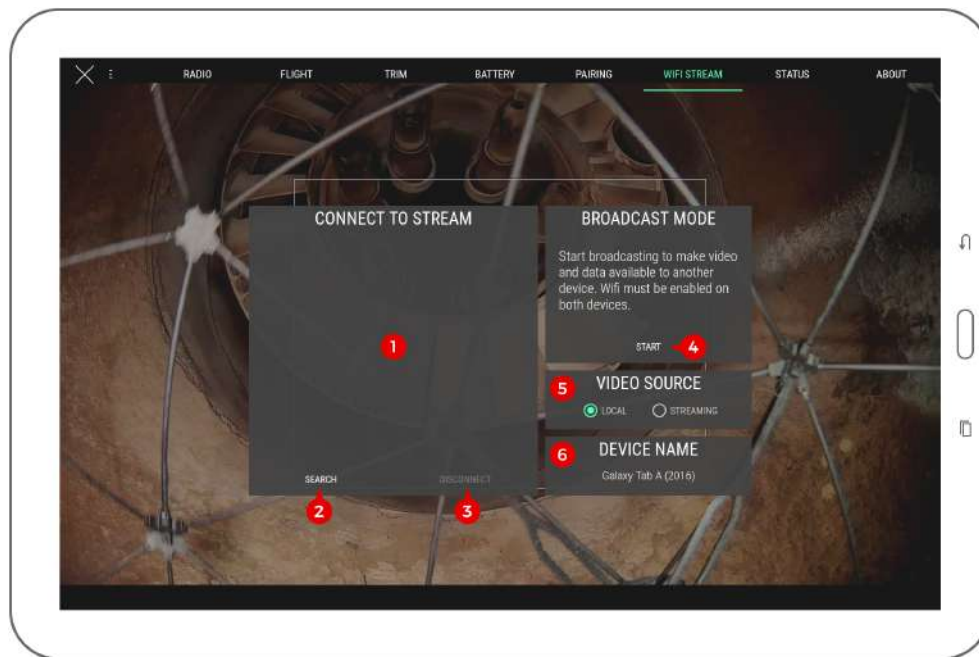 RADIO FLIGHT TRIM BATTERY PAIRING WIFI STREAM STATUS ABOUT
CONNECT TO STREAM
1
SEARCH
DISCONNECT
2
3
BROADCAST MODE
Start broadcasting to make video
and data available to another
device. Wifi must be enabled on
both devices.
START
4
5
VIDEO SOURCE
LOCAL STREAMING
6
DEVICE NAME
Galaxy Tab A (2016)